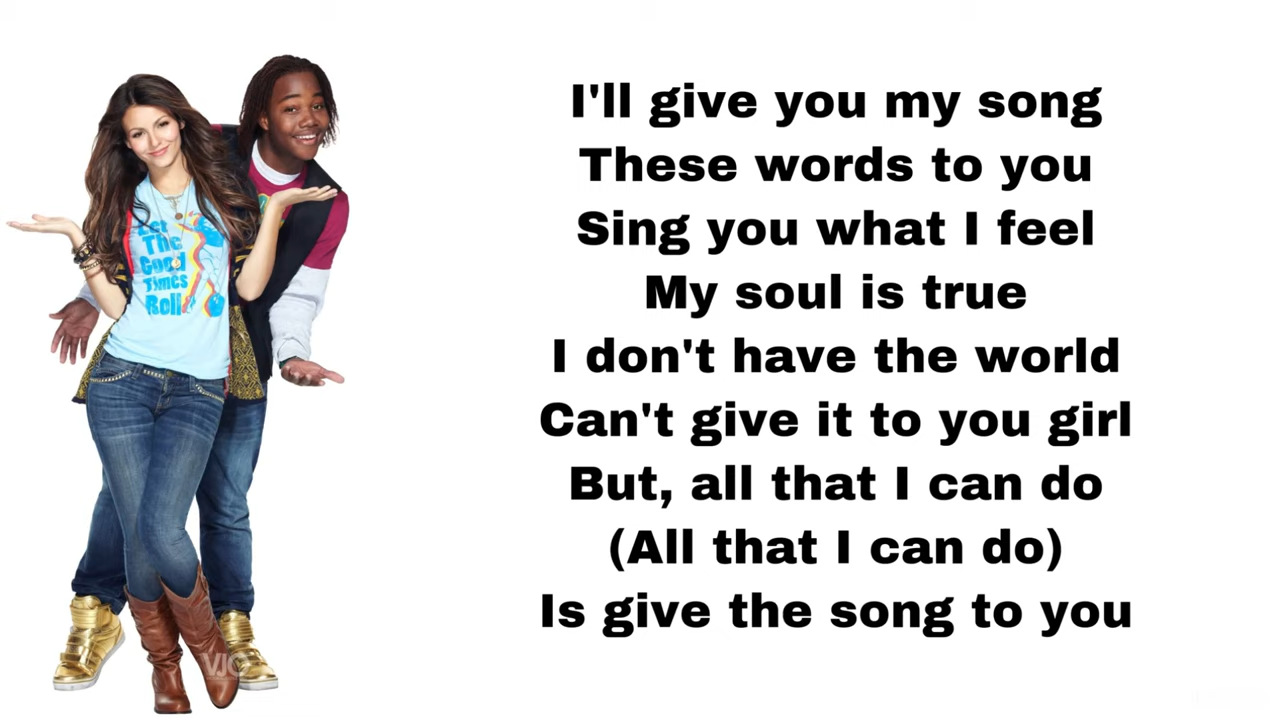 Let
The
Good
Times
Roll
VJO
I'll give you my song
These words to you
Sing you what I feel
My soul is true
I don't have the world
Can't give it to you girl
But, all that I can do
(All that I can do)
Is give the song to you